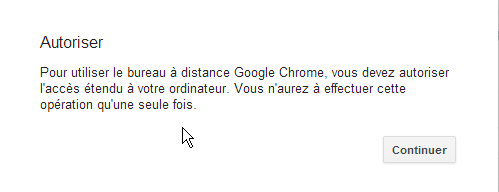 Autoriser
Pour utiliser le bureau à distance Google Chrome, vous devez autoriser
l'accès étendu à votre ordinateur. Vous n'aurez à effectuer cette
opération qu'une seule fois.
Continuer